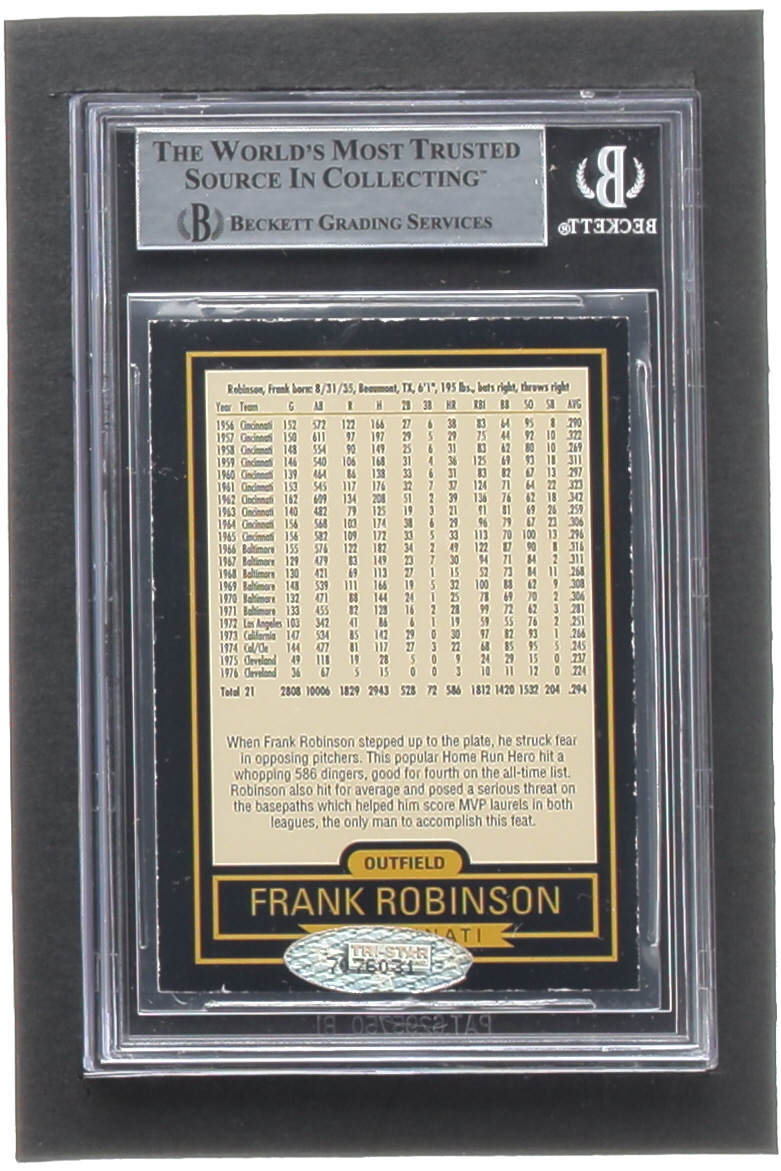 THE WORLD'S MOST TRUSTED
SOURCE IN COLLECTING™
B BECKETT GRADING SERVICES
B
BECKETT®
Robinson, Frank born: 8/31/35, Beaumont, TX, 6'1", 195 lbs., bats right, throws right
Year Team G AB R H 2B 3B HR RBI BB SO SB AVG
1956 Cincinnati 152 572 122 166 27 6 38 83 64 95 8 .290
1957 Cincinnati 150 611 97 197 29 5 29 75 44 92 10 .322
1958 Cincinnati 148 554 90 149 25 6 31 83 62 80 10 .269
1959 Cincinnati 146 540 106 168 31 4 36 125 69 93 18 .311
1960 Cincinnati 139 464 86 138 33 6 31 83 82 67 13 .297
1961 Cincinnati 153 545 117 176 32 7 37 124 71 64 22 .323
1962 Cincinnati 162 609 134 208 51 2 39 136 76 62 18 .342
1963 Cincinnati 140 482 79 125 19 3 21 91 81 69 26 .259
1964 Cincinnati 156 568 103 174 38 6 29 96 79 67 23 .306
1965 Cincinnati 156 582 109 172 33 5 33 113 70 100 13 .296
1966 Baltimore 155 576 122 182 34 2 49 122 87 90 8 .316
1967 Baltimore 129 479 83 149 23 7 30 94 71 84 2 .311
1968 Baltimore 130 421 69 113 27 1 15 52 73 84 11 .268
1969 Baltimore 148 539 111 166 19 5 32 100 88 62 9 .308
1970 Baltimore 132 471 88 144 24 1 25 78 69 70 2 .306
1971 Baltimore 133 455 82 128 16 2 28 99 72 62 3 .281
1972 Los Angeles 103 342 41 86 6 1 19 59 55 76 2 .251
1973 California 147 534 85 142 29 0 30 97 82 93 1 .266
1974 Cal/Cle 144 477 81 117 27 3 22 68 85 95 5 .245
1975 Cleveland 49 118 19 28 5 0 9 24 29 15 0 .237
1976 Cleveland 36 67 5 15 0 0 3 10 11 12 0 .224
Total 21 2808 10006 1829 2943 528 72 586 1812 1420 1532 204 .294
When Frank Robinson stepped up to the plate, he struck fear
in opposing pitchers. This popular Home Run Hero hit a
whopping 586 dingers, good for fourth on the all-time list.
Robinson also hit for average and posed a serious threat on
the basepaths which helped him score MVP laurels in both
leagues, the only man to accomplish this feat.
OUTFIELD
FRANK ROBINSON
NATI
TRI-STAR
7076031